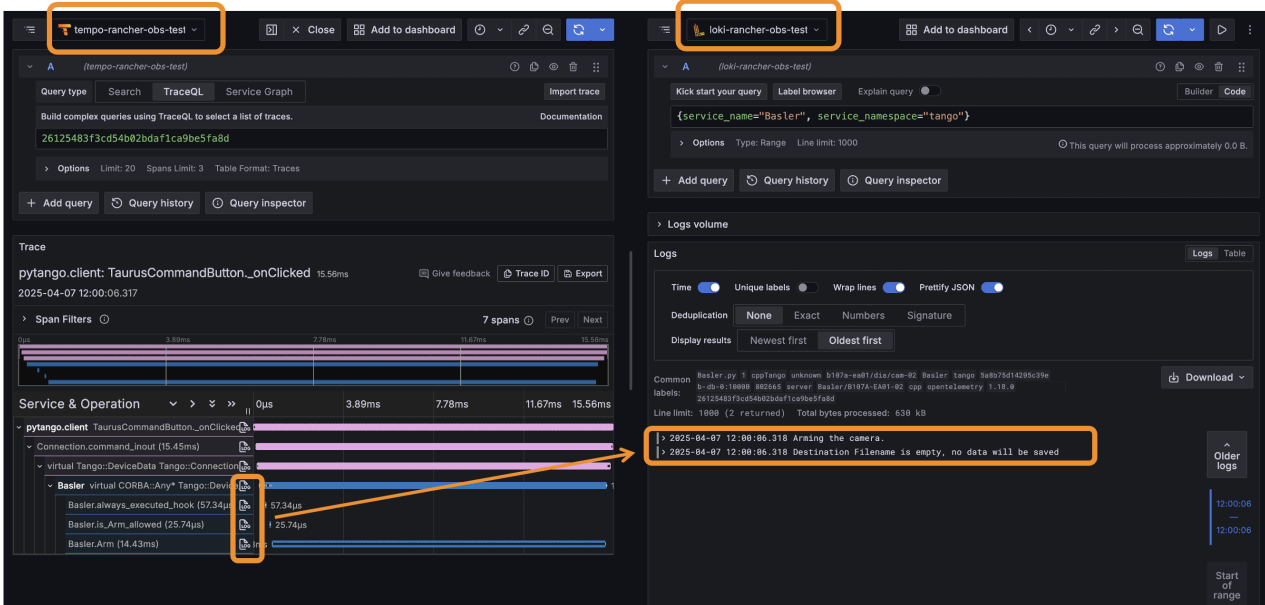 tempo-rancher-obs-test
Close
Add to dashboard
A (tempo-rancher-obs-test)
Query type Search TraceQL Service Graph Import trace
Build complex queries using TraceQL to select a list of traces. Documentation
26125483f3cd54b02bdaf1ca9be5fa8d
Options Limit: 20 Spans Limit: 3 Table Format: Traces
+ Add query Query history Query inspector
Trace
pytango.client: TaurusCommandButton._onClicked 15.56ms Give feedback Trace ID Export
2025-04-07 12:00:06.317
Span Filters 7 spans Prev Next
0µs 3.89ms 7.78ms 11.67ms 15.56ms
Service & Operation 0µs 3.89ms 7.78ms 11.67ms 15.56ms
pytango.client TaurusCommandButton._onClicked
Connection.command_inout (15.45ms)
virtual Tango::DeviceData Tango::Connection
Basler virtual CORBA::Any* Tango::Device
Basler.always_executed_hook (57.34µs 57.34µs
Basler.is_Arm_allowed (25.74µs) 25.74µs
Basler.Arm (14.43ms)
loki-rancher-obs-test
Add to dashboard
A (loki-rancher-obs-test)
Kick start your query Label browser Explain query Builder Code
{service_name="Basler", service_namespace="tango"}
Options Type: Range Line limit: 1000 This query will process approximately 0.0 B.
+ Add query Query history Query inspector
Logs volume
Logs Logs Table
Time Unique labels Wrap lines Prettify JSON
Deduplication None Exact Numbers Signature
Display results Newest first Oldest first
Common labels: Basler.py 1 cppTango unknown b107a-ea01/dia/cam-02 Basler tango
b-db-0:10000 802665 server Basler/B107A-EA01-02 cpp opentelemetry 1.18.0
26125483f3cd54b02bdaf1ca9be5fa8d
Download
Line limit: 1000 (2 returned) Total bytes processed: 630 kB
2025-04-07 12:00:06.318 Arming the camera.
2025-04-07 12:00:06.318 Destination Filename is empty, no data will be saved
Older
logs
12:00:06
—
12:00:06
Start
of
range